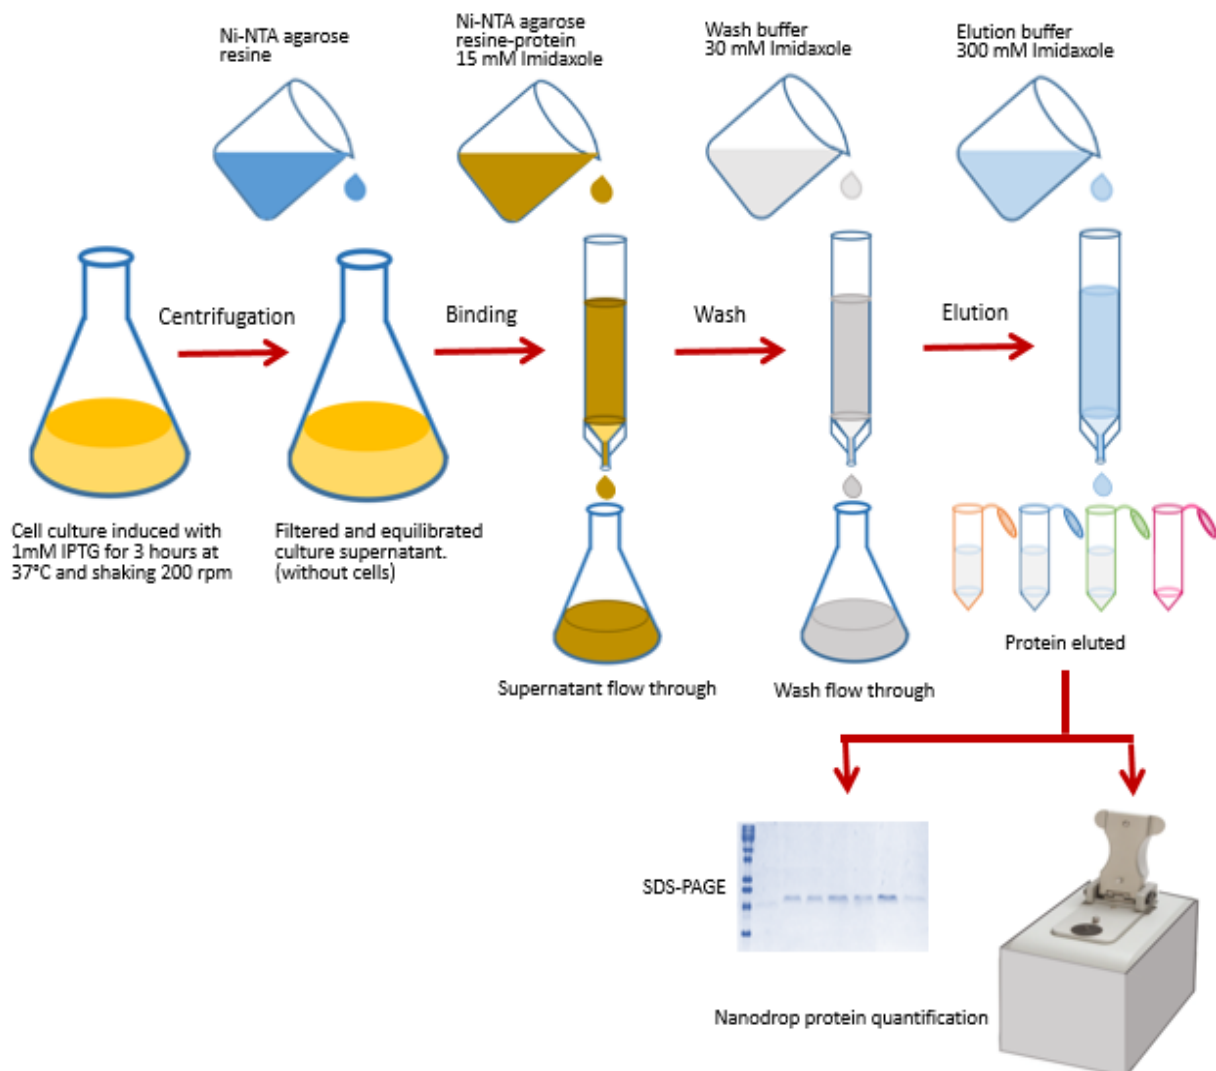 Ni-NTA agarose
resine
Ni-NTA agarose
resine-protein
15 mM Imidaxole
Wash buffer
30 mM Imidaxole
Elution buffer
300 mM Imidaxole
Centrifugation
Binding
Wash
Elution
Cell culture induced with
1mM IPTG for 3 hours at
37°C and shaking 200 rpm
Filtered and equilibrated
culture supernatant.
(without cells)
Supernatant flow through
Wash flow through
Protein eluted
SDS-PAGE
Nanodrop protein quantification